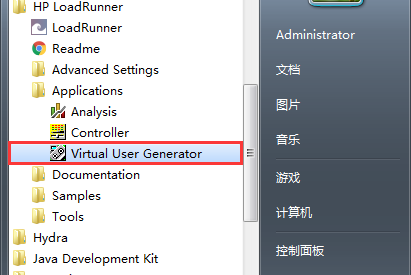 HP LoadRunner
LoadRunner
Readme
Advanced Settings
Applications
Analysis
Controller
Virtual User Generator
Documentation
Samples
Tools
Hydra
Java Development Kit
Administrator
文档
图片
音乐
游戏
计算机
控制面板